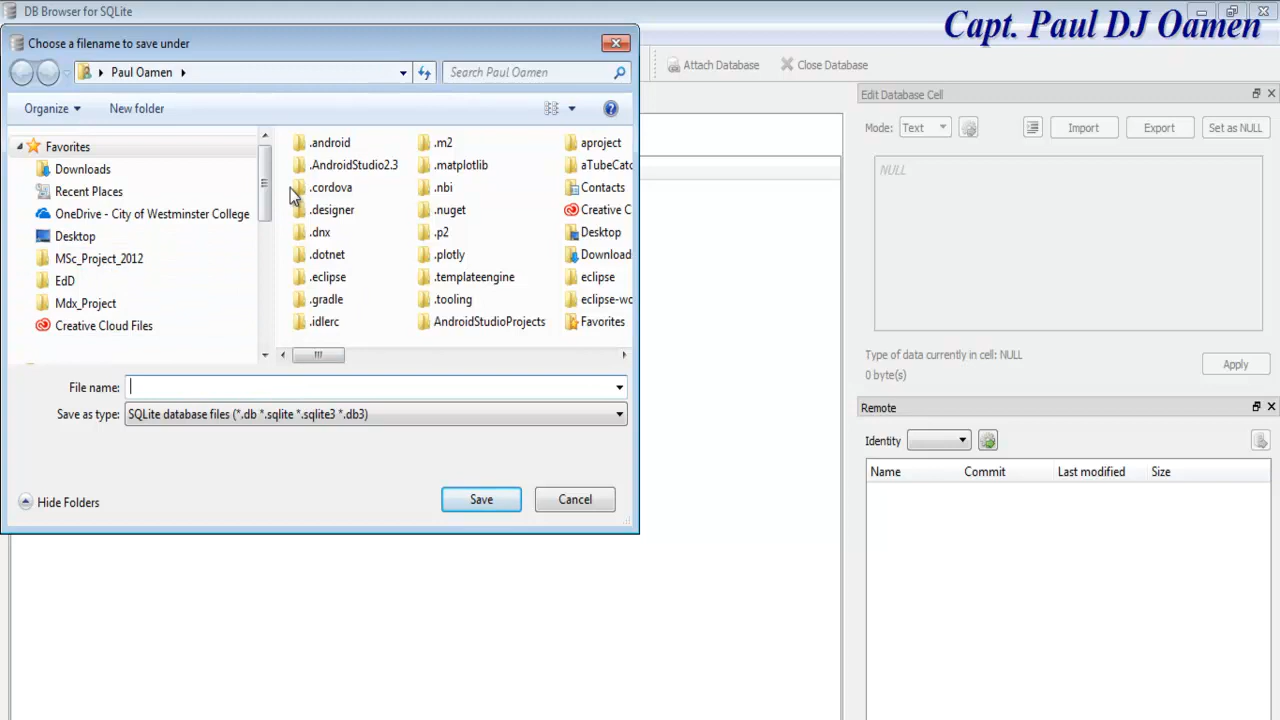 DB Browser for SQLite
Capt. Paul DJ Oamen
Choose a filename to save under
Paul Oamen
Search Paul Oamen
Organize
New folder
Favorites
Downloads
Recent Places
OneDrive - City of Westminster College
Desktop
MSc_Project_2012
EdD
Mdx_Project
Creative Cloud Files
.android
.AndroidStudio2.3
.cordova
.designer
.dnx
.dotnet
.eclipse
.gradle
.idlerc
.m2
.matplotlib
.nbi
.nuget
.p2
.plotly
.templateengine
.tooling
AndroidStudioProjects
aproject
aTubeCatc
Contacts
Creative C
Desktop
Download
eclipse
eclipse-wo
Favorites
File name:
Save as type: SQLite database files (*.db *.sqlite *.sqlite3 *.db3)
Hide Folders
Save
Cancel
Attach Database
Close Database
Edit Database Cell
Mode: Text
Import
Export
Set as NULL
NULL
Type of data currently in cell: NULL
0 byte(s)
Apply
Remote
Identity
Name Commit Last modified Size